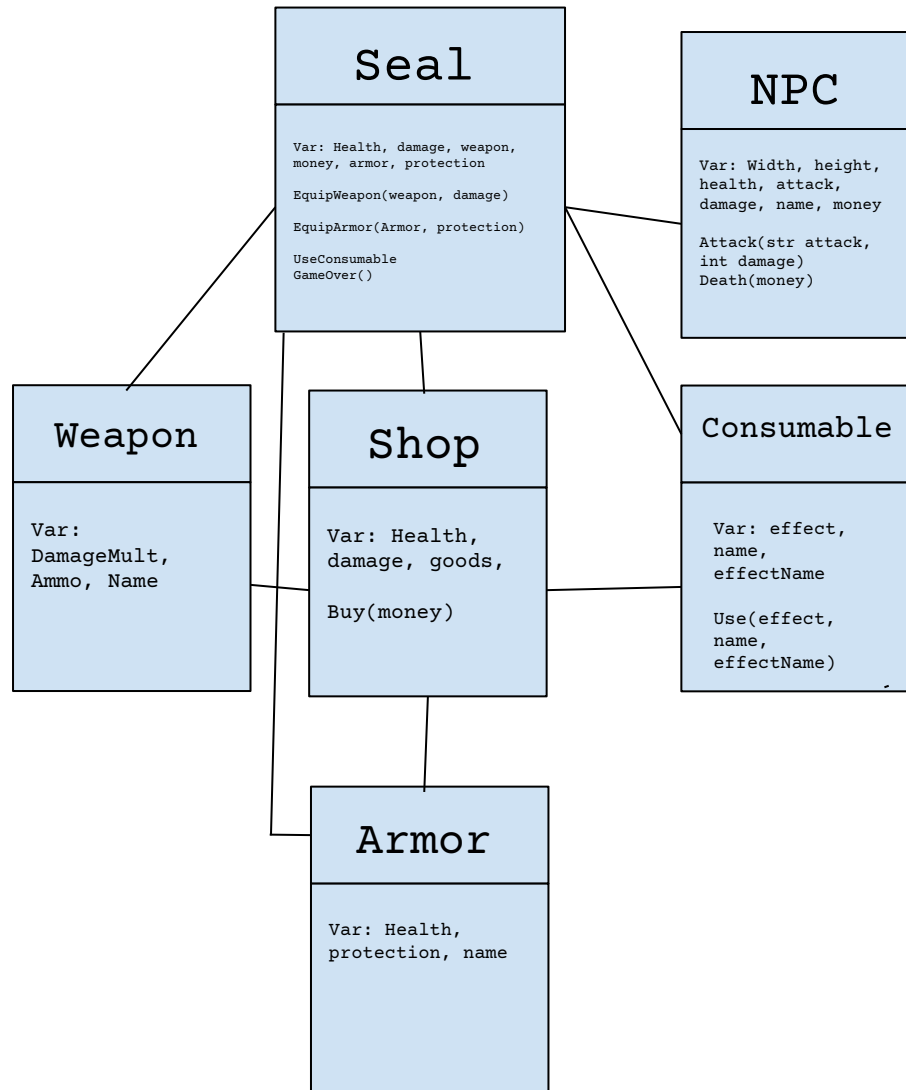 Seal
Var: Health, damage, weapon,
money, armor, protection
EquipWeapon(weapon, damage)
EquipArmor(Armor, protection)
UseConsumable
GameOver()
NPC
Var: Width, height,
health, attack,
damage, name, money
Attack(str attack,
int damage)
Death(money)
Weapon
Var:
DamageMult,
Ammo, Name
Shop
Var: Health,
damage, goods,
Buy(money)
Consumable
Var: effect,
name,
effectName
Use(effect,
name,
effectName)
Armor
Var: Health,
protection, name